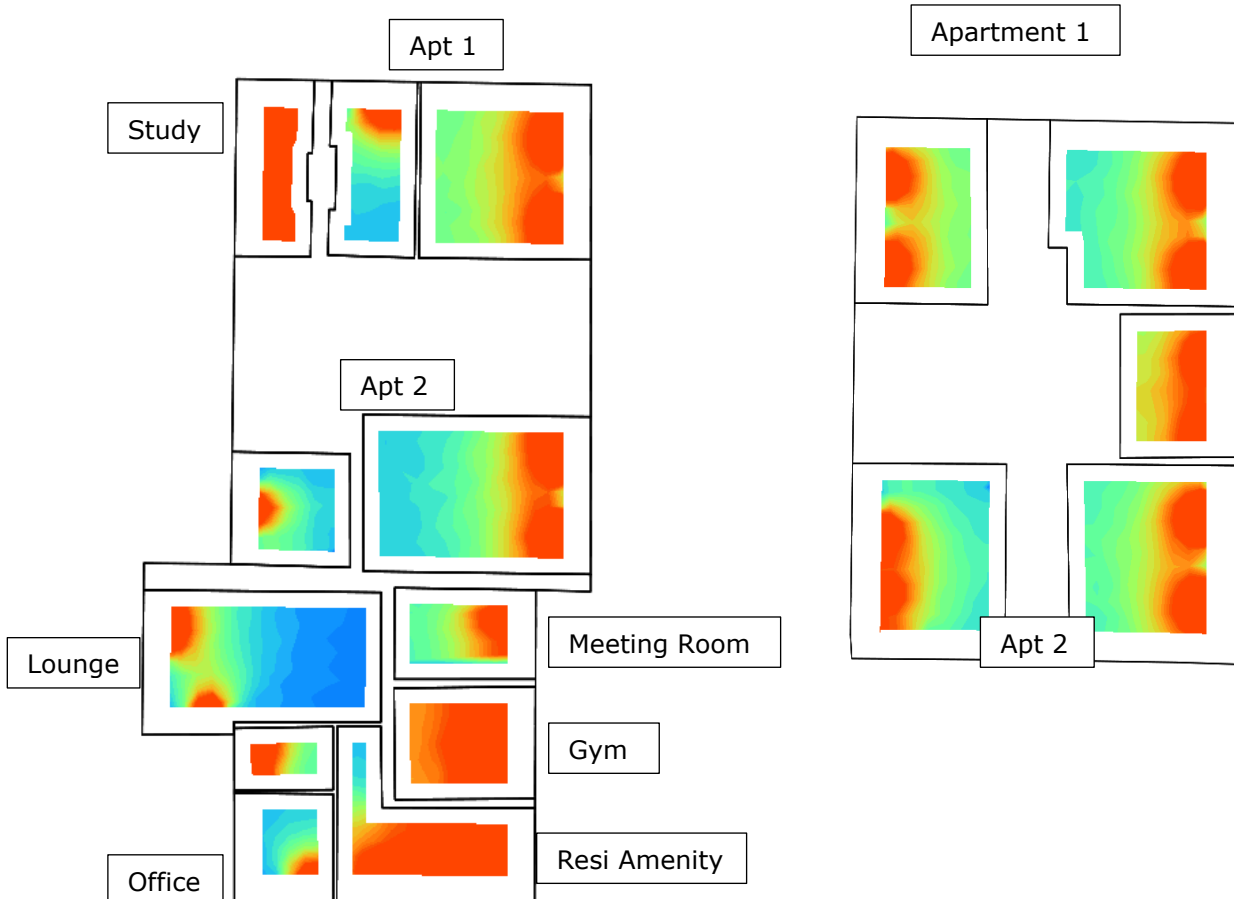 Apt 1
Apartment 1
Study
Apt 2
Meeting Room
Lounge
Apt 2
Gym
Resi Amenity
Office